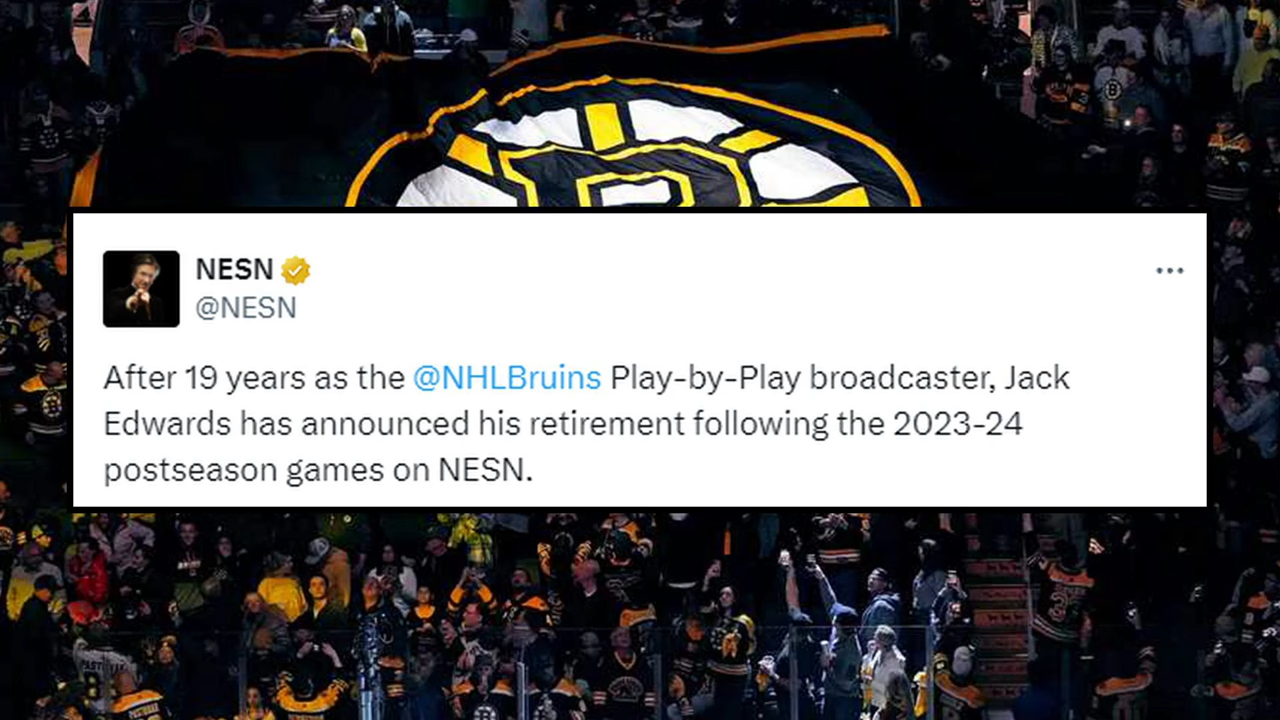 NESN
@NESN
After 19 years as the @NHLBruins Play-by-Play broadcaster, Jack
Edwards has announced his retirement following the 2023-24
postseason games on NESN.